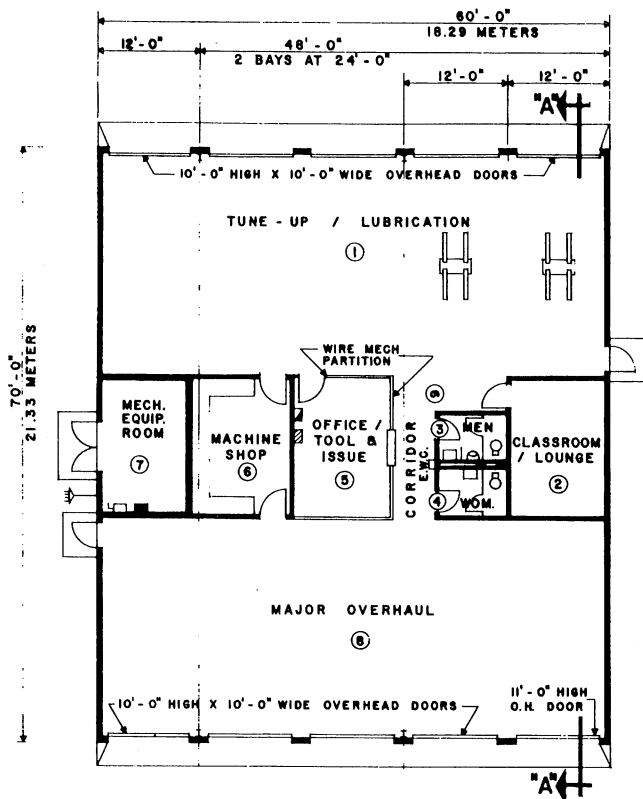 60'-0"
18.29 METERS
12'-0"
48'-0"
2 BAYS AT 24'-0"
12'-0"
12'-0"
"A"
10'-0" HIGH X 10'-0" WIDE OVERHEAD DOORS
TUNE-UP / LUBRICATION
1
70'-0"
21.33 METERS
WIRE MECH
PARTITION
MECH.
EQUIP.
ROOM
7
MACHINE
SHOP
6
OFFICE /
TOOL &
ISSUE
5
CORRIDOR
9
E.W.C.
3
MEN
4
WOM.
CLASSROOM
/ LOUNGE
2
MAJOR OVERHAUL
8
10'-0" HIGH X 10'-0" WIDE OVERHEAD DOORS
11'-0" HIGH
O.H. DOOR
"A"